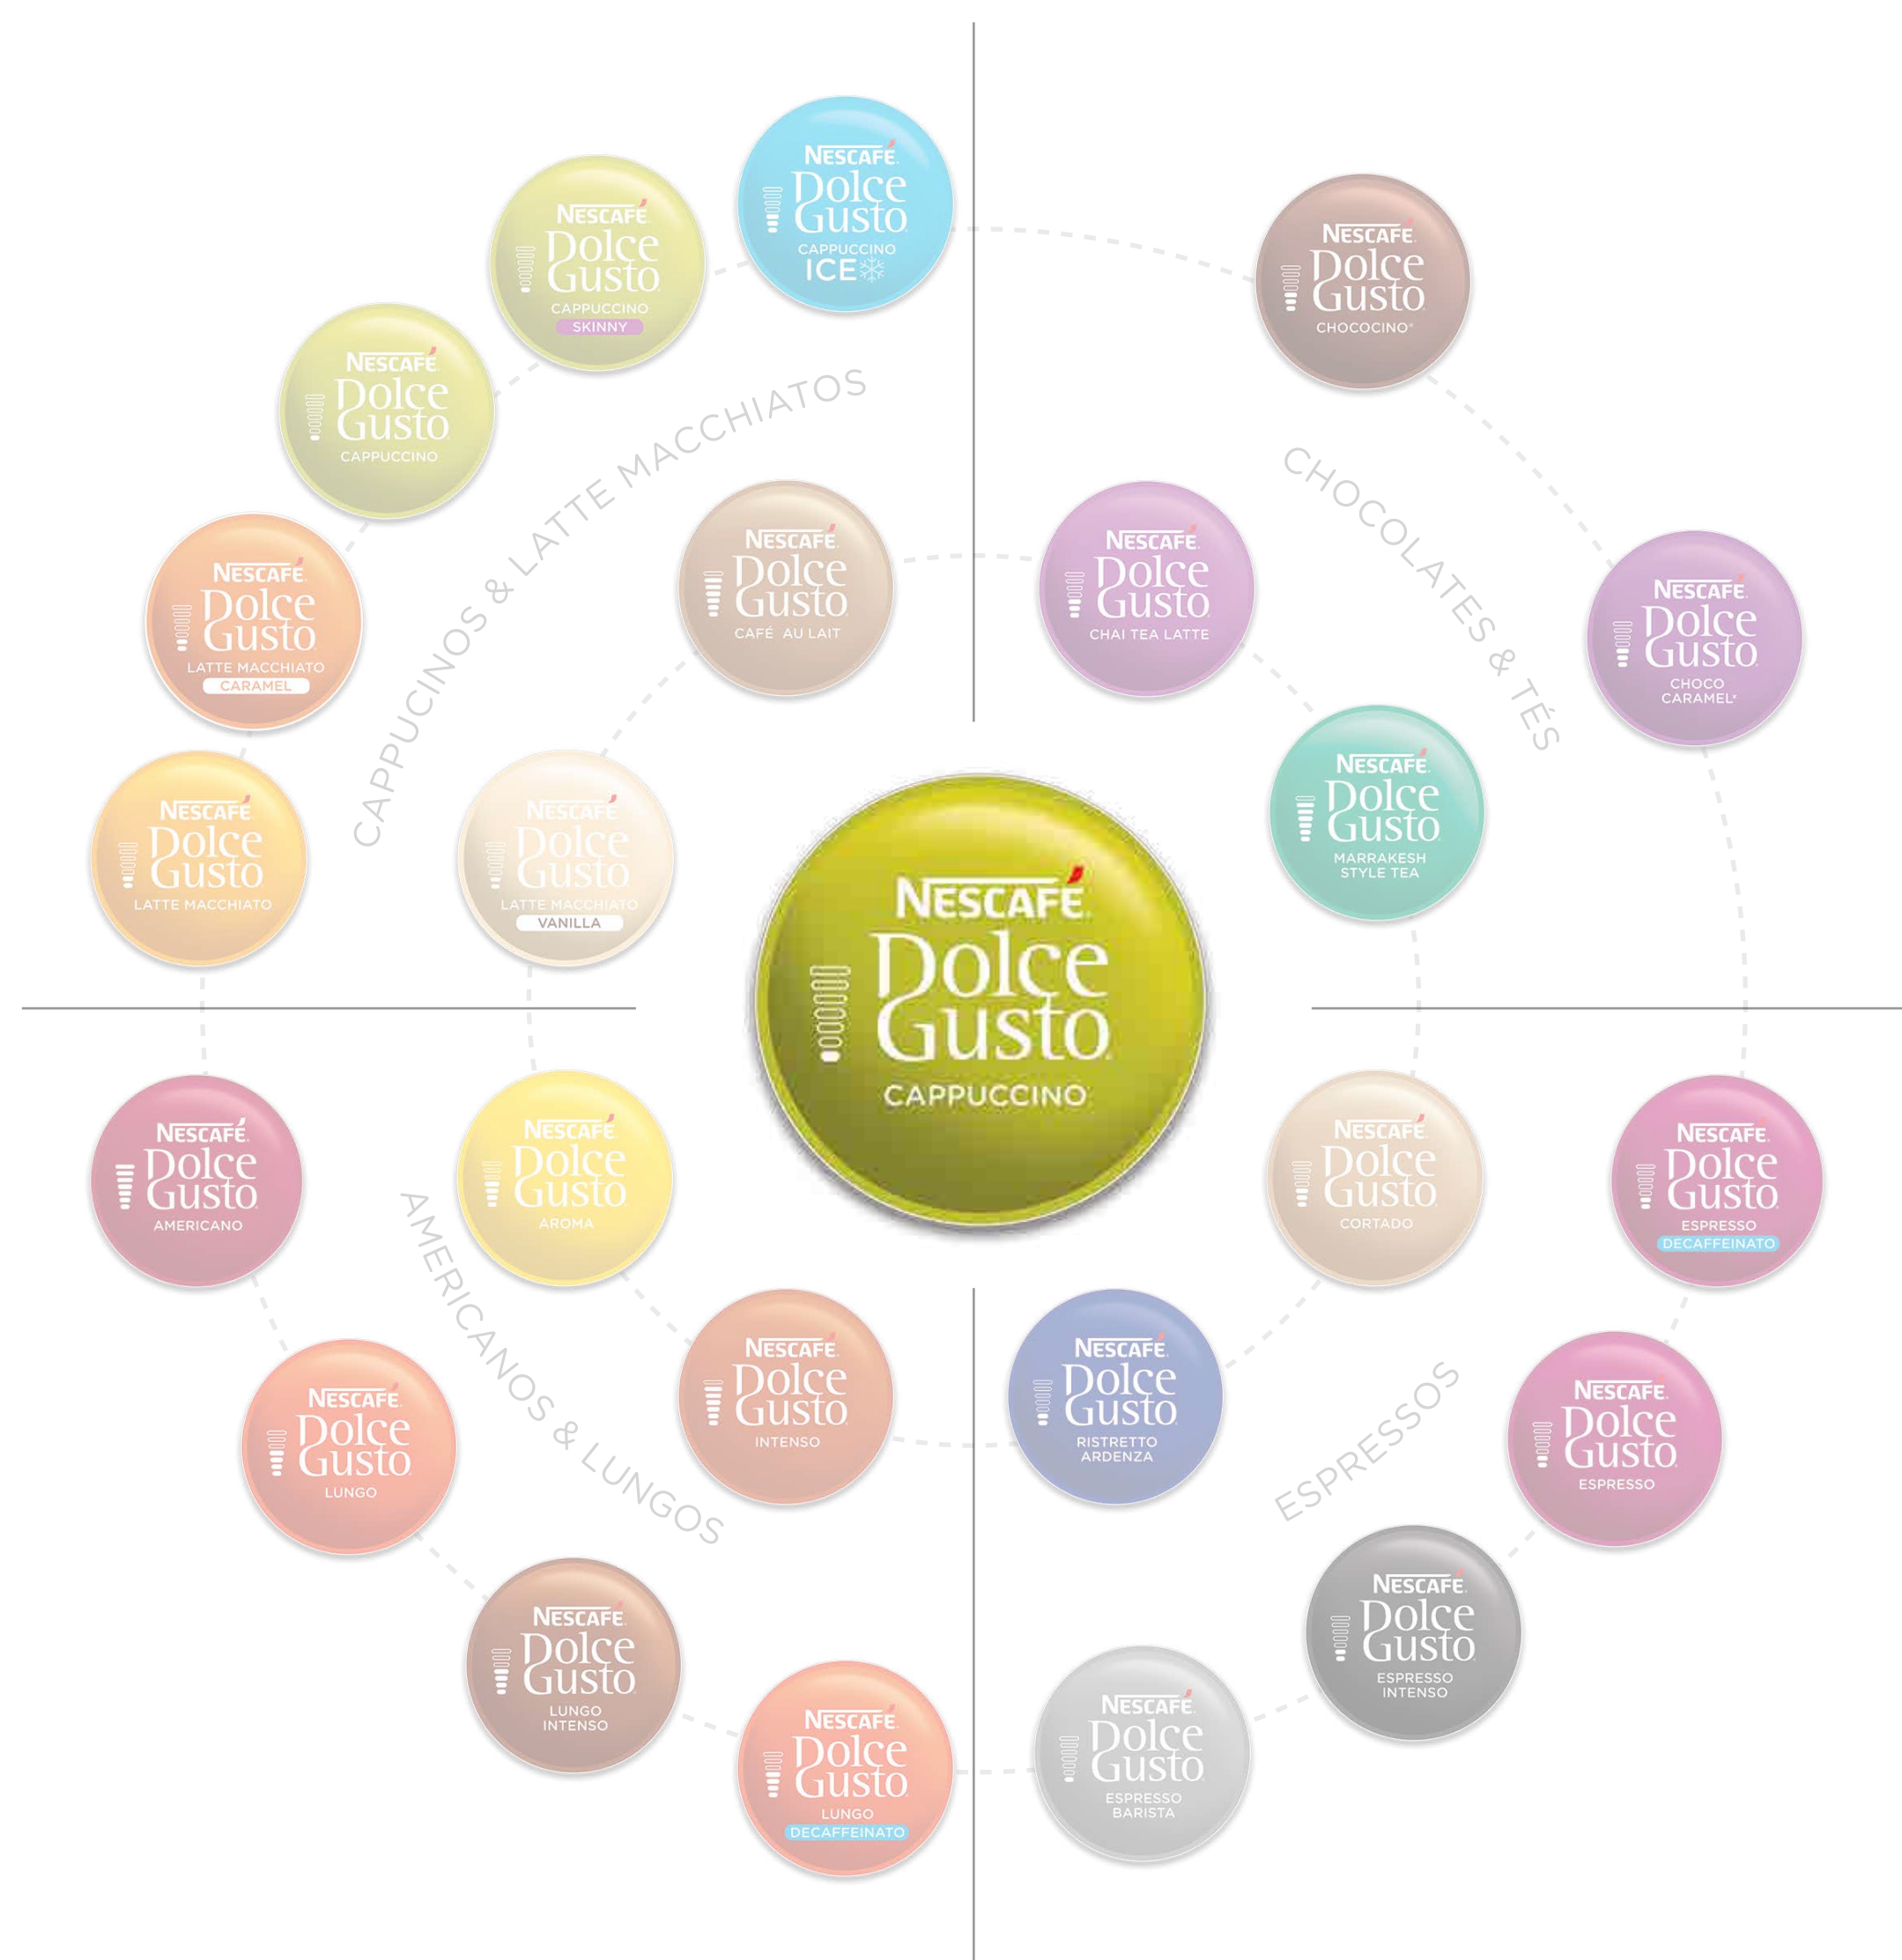 NESCAFÉ
Dolce
Gusto
CAPPUCCINO
ICE
NESCAFÉ
Dolce
Gusto
CAPPUCCINO
SKINNY
NESCAFÉ
Dolce
Gusto
CAPPUCCINO
NESCAFÉ
Dolce
Gusto
LATTE MACCHIATO
CARAMEL
NESCAFÉ
Dolce
Gusto
LATTE MACCHIATO
CAPPUCINOS & LATTE MACCHIATOS
NESCAFÉ
Dolce
Gusto
CAFÉ AU LAIT
NESCAFÉ
Dolce
Gusto
LATTE MACCHIATO
VANILLA
NESCAFÉ
Dolce
Gusto
CHOCOCINO
NESCAFÉ
Dolce
Gusto
CHOCO
CARAMEL
CHOCOLATES & TÉS
NESCAFÉ
Dolce
Gusto
CHAI TEA LATTE
NESCAFÉ
Dolce
Gusto
MARRAKESH
STYLE TEA
NESCAFÉ
Dolce
Gusto
CAPPUCCINO
NESCAFÉ
Dolce
Gusto
AMERICANO
NESCAFÉ
Dolce
Gusto
AROMA
NESCAFÉ
Dolce
Gusto
INTENSO
AMERICANOS & LUNGOS
NESCAFÉ
Dolce
Gusto
LUNGO
NESCAFÉ
Dolce
Gusto
LUNGO
INTENSO
NESCAFÉ
Dolce
Gusto
LUNGO
DECAFFEINATO
NESCAFÉ
Dolce
Gusto
CORTADO
NESCAFÉ
Dolce
Gusto
ESPRESSO
DECAFFEINATO
NESCAFÉ
Dolce
Gusto
RISTRETTO
ARDENZA
ESPRESSOS
NESCAFÉ
Dolce
Gusto
ESPRESSO
NESCAFÉ
Dolce
Gusto
ESPRESSO
INTENSO
NESCAFÉ
Dolce
Gusto
ESPRESSO
BARISTA